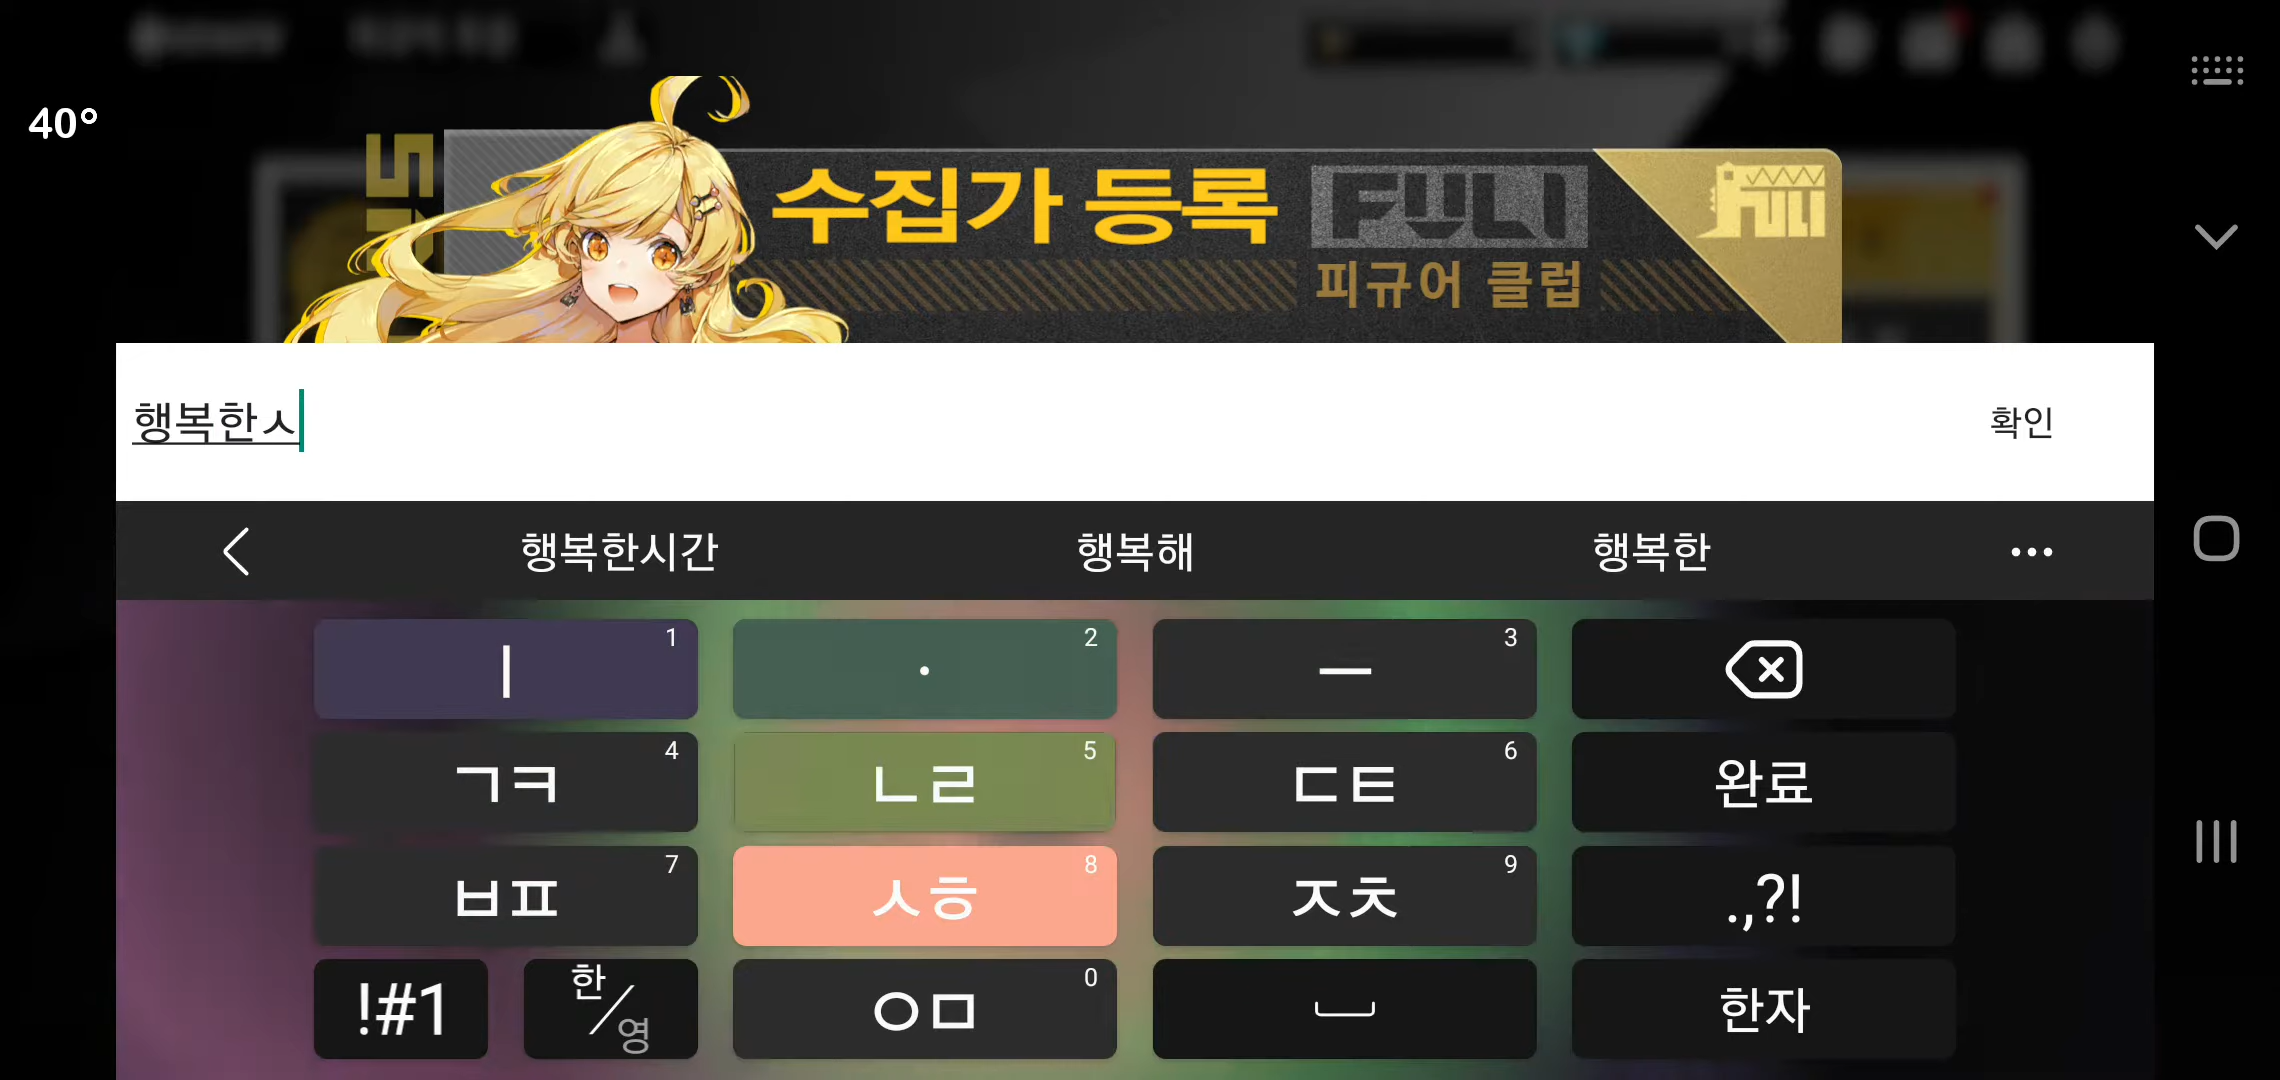 40°
수집가 등록 FULI
FULI
피규어 클럽
행복한ㅅ 확인
행복한시간 행복해 행복한 ...
ㅣ 1 · 2 ㅡ 3
ㄱㅋ 4 ㄴㄹ 5 ㄷㅌ 6 완료
ㅂㅍ 7 ㅅㅎ 8 ㅈㅊ 9 .,?!
!#1 한/영 ㅇㅁ 0 한자